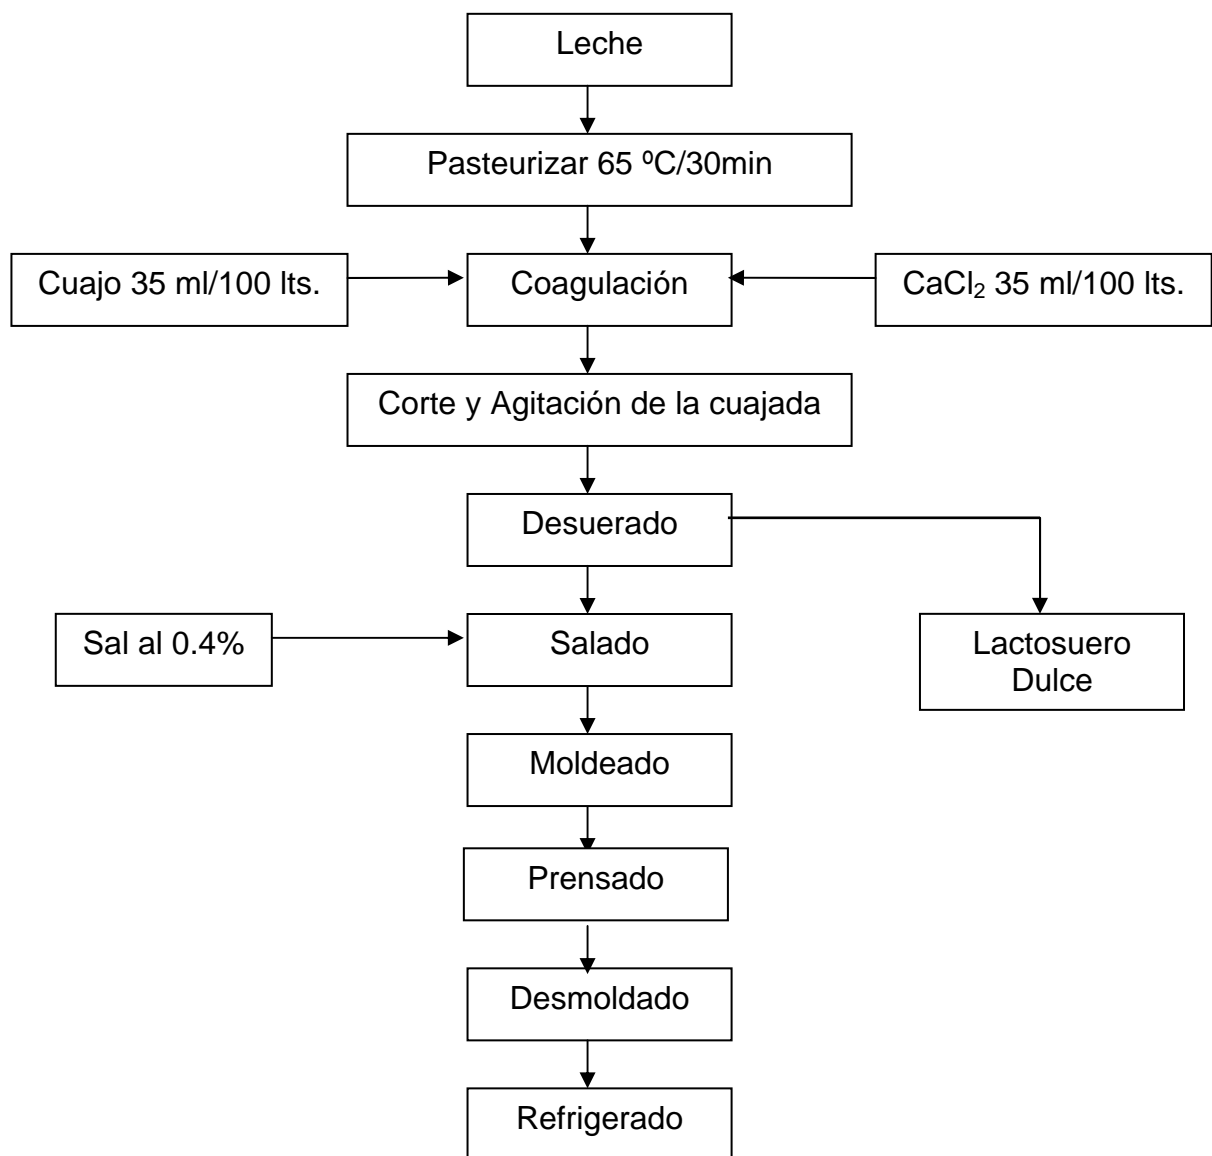 Leche
Pasteurizar 65 ºC/30min
Cuajo 35 ml/100 lts.
Coagulación
CaCl₂ 35 ml/100 lts.
Corte y Agitación de la cuajada
Desuerado
Sal al 0.4%
Salado
Lactosuero
Dulce
Moldeado
Prensado
Desmoldado
Refrigerado